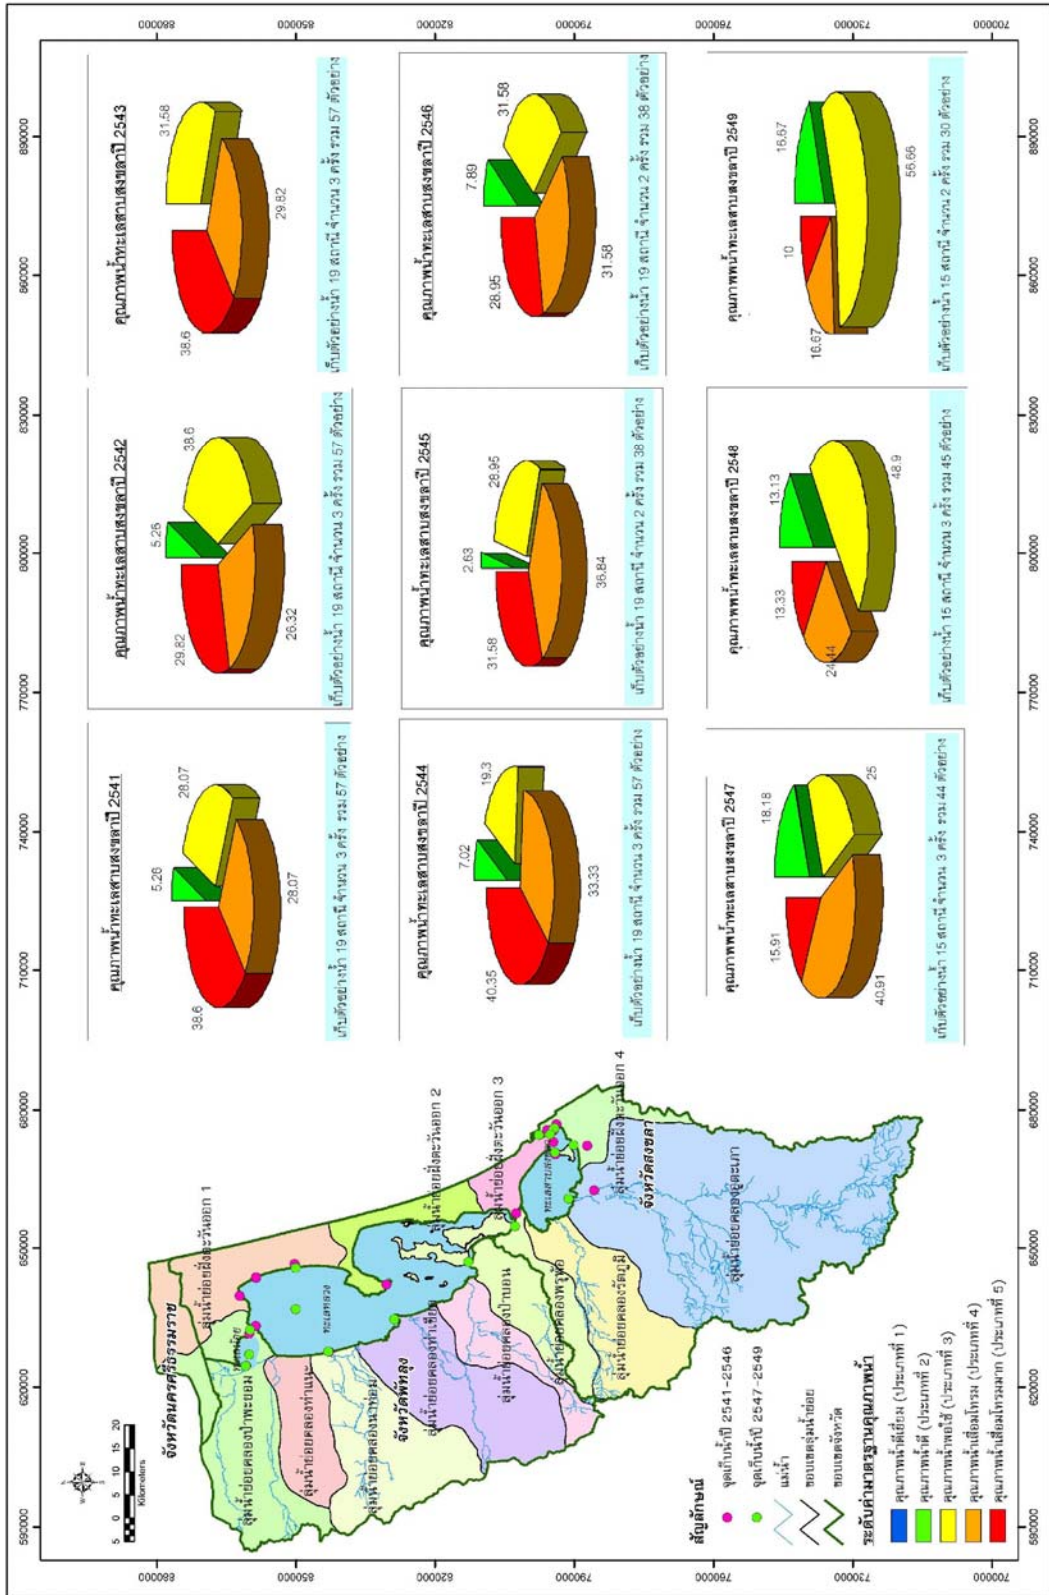 590000
620000
650000
680000
710000
740000
770000
800000
830000
860000
890000
880000
850000
820000
790000
760000
730000
700000
5 0 5 10 15 20
Kilometers
จังหวัดนครศรีธรรมราช
ลุ่มน้ำย่อยฝั่งตะวันออก 1
ทะเลน้อย
ลุ่มน้ำย่อยคลองป่าพะยอม
ลุ่มน้ำย่อยคลองท่าแนะ
ทะเลหลวง
ลุ่มน้ำย่อยคลองนาท่อม
จังหวัดพัทลุง
ลุ่มน้ำย่อยคลองท่าเชียด
ลุ่มน้ำย่อยฝั่งตะวันออก 2
ลุ่มน้ำย่อยคลองป่าบอน
ลุ่มน้ำย่อยฝั่งตะวันออก 3
ลุ่มน้ำย่อยคลองพรุพ้อ
ทะเลสาบสงขลา
ลุ่มน้ำย่อยคลองรัตภูมิ
ลุ่มน้ำย่อยฝั่งตะวันออก 4
จังหวัดสงขลา
ลุ่มน้ำย่อยคลองอู่ตะเภา
สัญลักษณ์
จุดเก็บน้ำปี 2541-2546
จุดเก็บน้ำปี 2547-2549
แม่น้ำ
ขอบเขตลุ่มน้ำย่อย
ขอบเขตจังหวัด
ระดับค่ามาตรฐานคุณภาพน้ำ
คุณภาพน้ำดีเยี่ยม (ประเภทที่ 1)
คุณภาพน้ำดี (ประเภทที่ 2)
คุณภาพน้ำพอใช้ (ประเภทที่ 3)
คุณภาพน้ำเสื่อมโทรม (ประเภทที่ 4)
คุณภาพน้ำเสื่อมโทรมมาก (ประเภทที่ 5)
คุณภาพน้ำทะเลสาบสงขลาปี 2541
5.26
28.07
38.6
28.07
เก็บตัวอย่างน้ำ 19 สถานี จำนวน 3 ครั้ง รวม 57 ตัวอย่าง
คุณภาพน้ำทะเลสาบสงขลาปี 2542
5.26
38.6
29.82
26.32
เก็บตัวอย่างน้ำ 19 สถานี จำนวน 3 ครั้ง รวม 57 ตัวอย่าง
คุณภาพน้ำทะเลสาบสงขลาปี 2543
31.58
38.6
29.82
เก็บตัวอย่างน้ำ 19 สถานี จำนวน 3 ครั้ง รวม 57 ตัวอย่าง
คุณภาพน้ำทะเลสาบสงขลาปี 2544
7.02
19.3
40.35
33.33
เก็บตัวอย่างน้ำ 19 สถานี จำนวน 3 ครั้ง รวม 57 ตัวอย่าง
คุณภาพน้ำทะเลสาบสงขลาปี 2545
2.63
28.95
31.58
36.84
เก็บตัวอย่างน้ำ 19 สถานี จำนวน 2 ครั้ง รวม 38 ตัวอย่าง
คุณภาพน้ำทะเลสาบสงขลาปี 2546
7.89
31.58
28.95
31.58
เก็บตัวอย่างน้ำ 19 สถานี จำนวน 2 ครั้ง รวม 38 ตัวอย่าง
คุณภาพน้ำทะเลสาบสงขลาปี 2547
18.18
25
15.91
40.91
เก็บตัวอย่างน้ำ 15 สถานี จำนวน 3 ครั้ง รวม 44 ตัวอย่าง
คุณภาพน้ำทะเลสาบสงขลาปี 2548
13.13
13.33
24.44
48.9
เก็บตัวอย่างน้ำ 15 สถานี จำนวน 3 ครั้ง รวม 45 ตัวอย่าง
คุณภาพน้ำทะเลสาบสงขลาปี 2549
16.67
10
16.67
56.66
เก็บตัวอย่างน้ำ 15 สถานี จำนวน 2 ครั้ง รวม 30 ตัวอย่าง